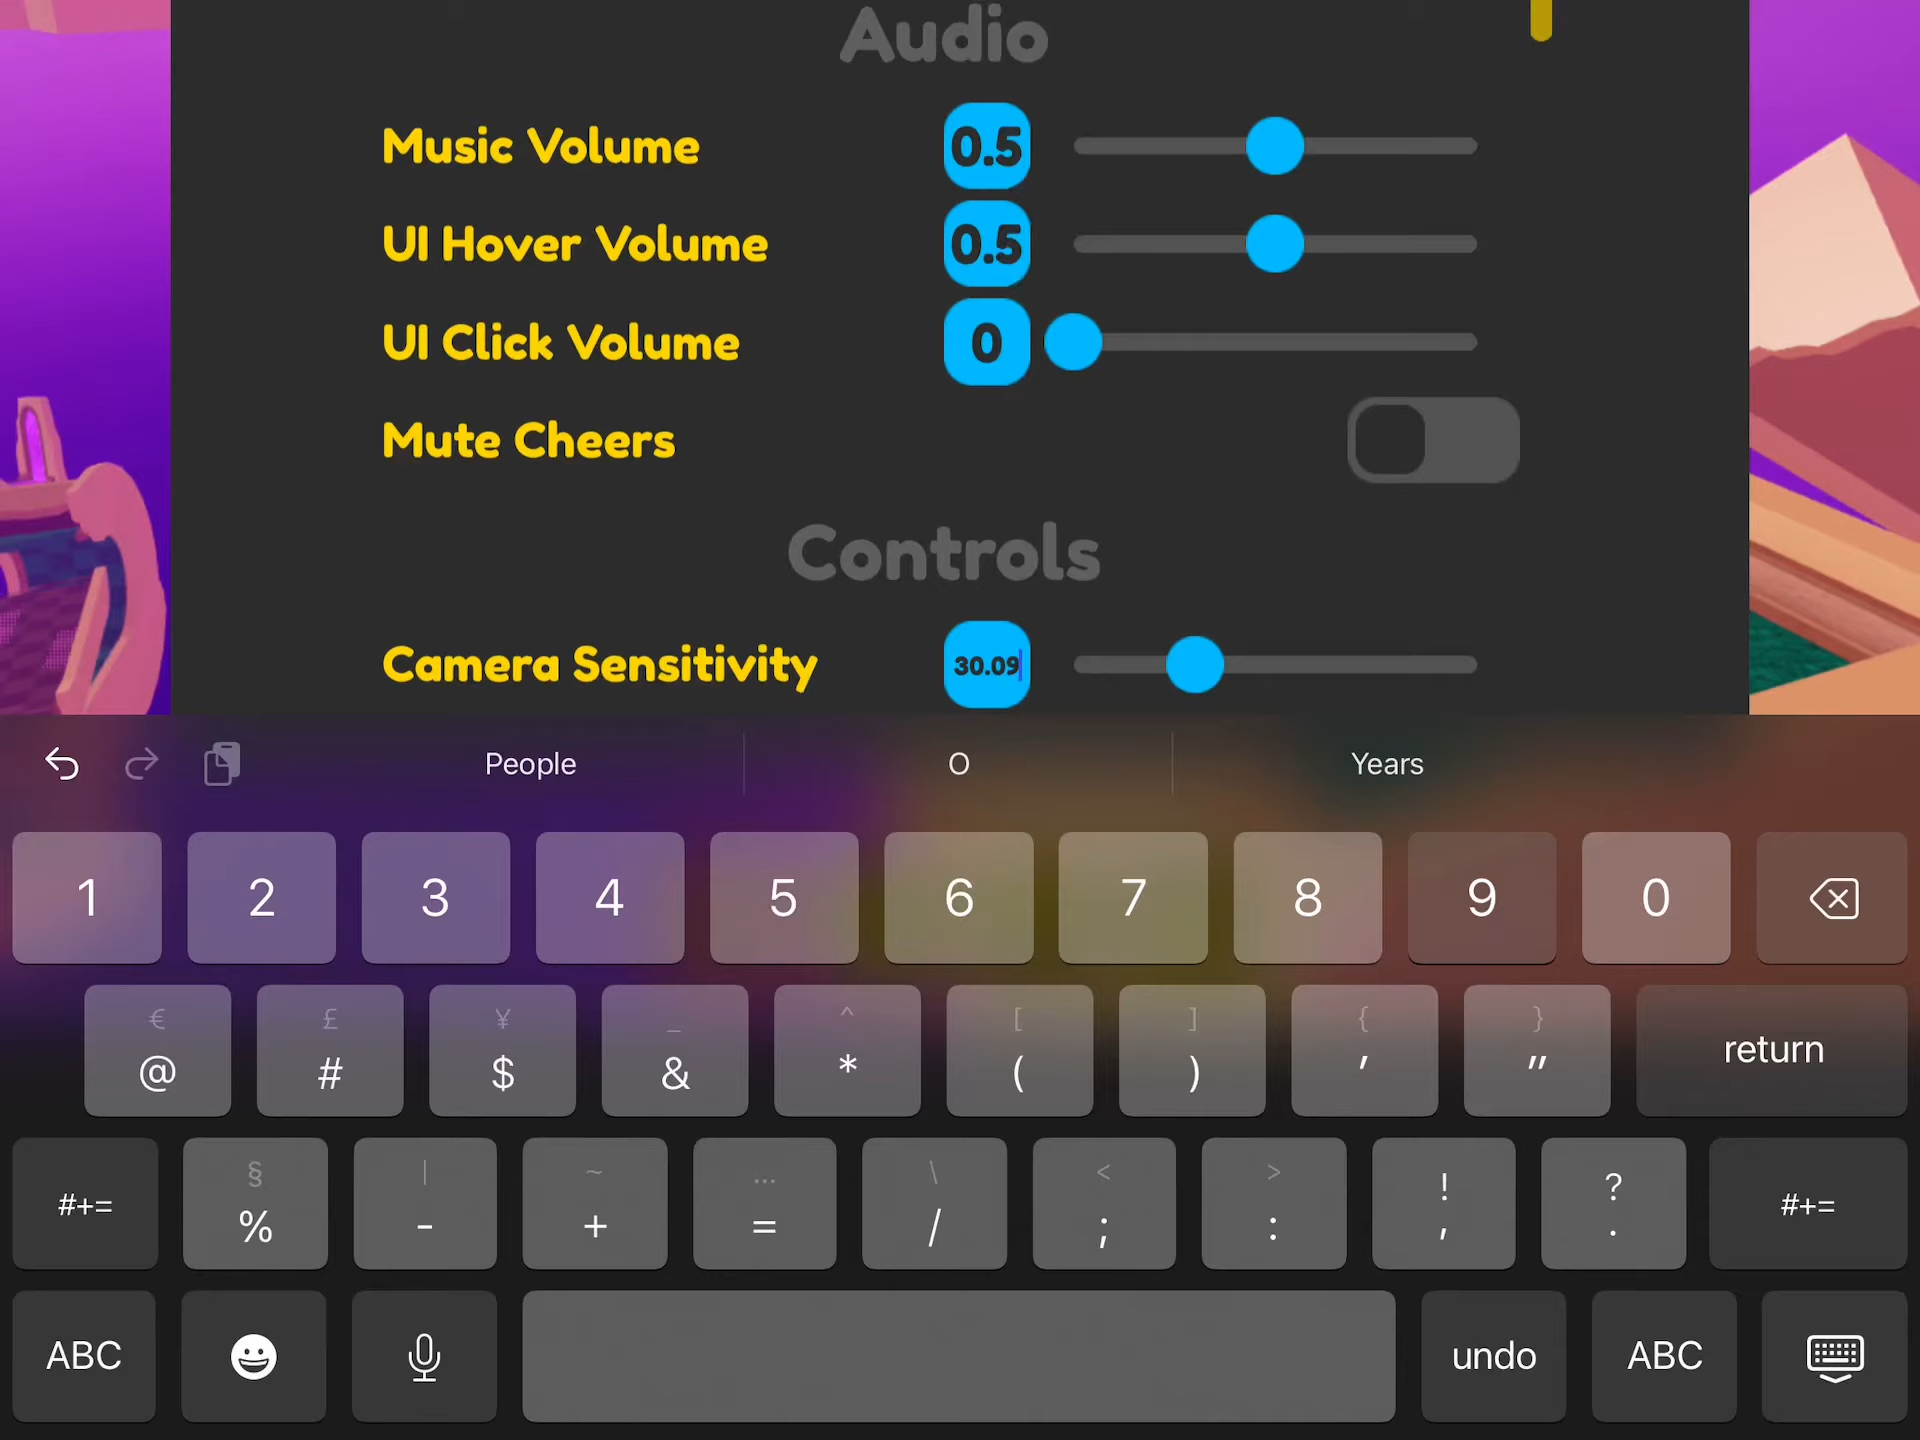 Audio
Music Volume 0.5
UI Hover Volume 0.5
UI Click Volume 0
Mute Cheers
Controls
Camera Sensitivity 30.09
People O Years
1 2 3 4 5 6 7 8 9 0
€ £ ¥ _ ^ [ ] { }
@ # $ & * ( ) ' " return
§ | ~ … \ < > ! ?
#+= % - + = / ; : , . #+=
ABC undo ABC